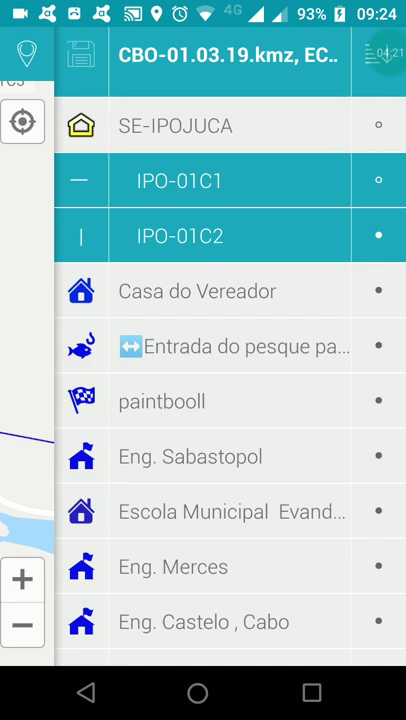 4G 93% 09:24
CBO-01.03.19.kmz, EC..
04:21
SE-IPOJUCA
IPO-01C1
IPO-01C2
Casa do Vereador
↔Entrada do pesque pa...
paintbooll
Eng. Sabastopol
Escola Municipal Evand...
Eng. Merces
Eng. Castelo , Cabo